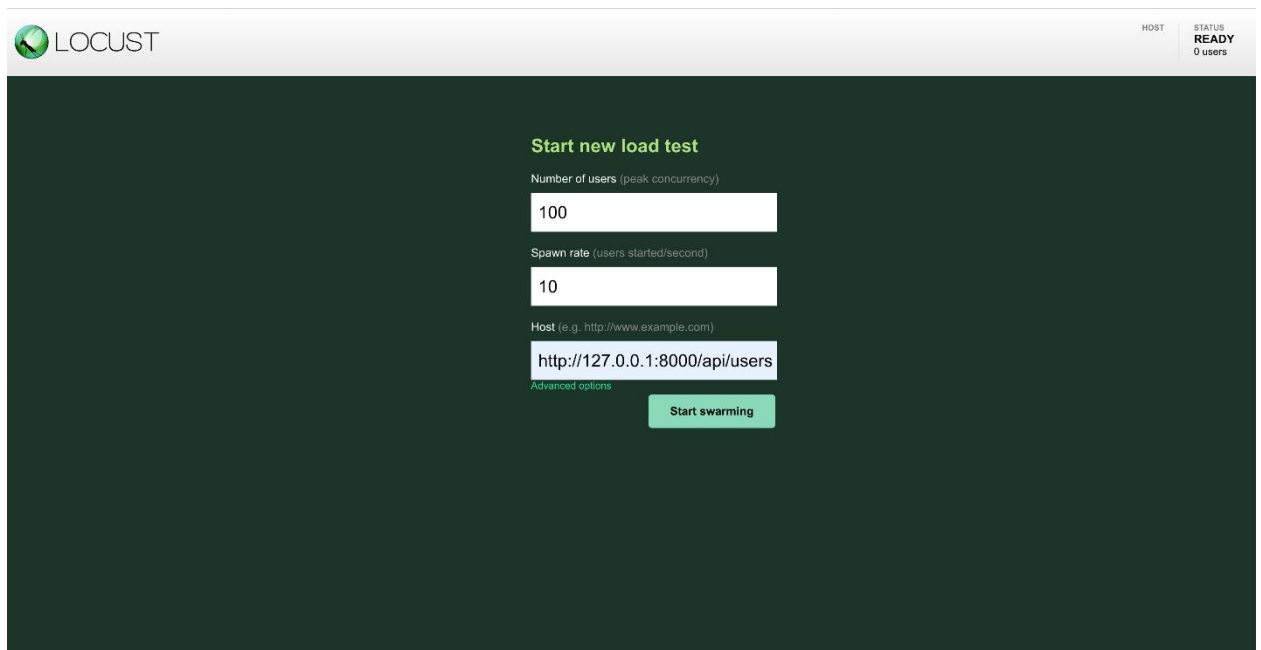 LOCUST
HOST
STATUS
READY
0 users
Start new load test
Number of users (peak concurrency)
100
Spawn rate (users started/second)
10
Host (e.g. http://www.example.com)
http://127.0.0.1:8000/api/users
Advanced options
Start swarming